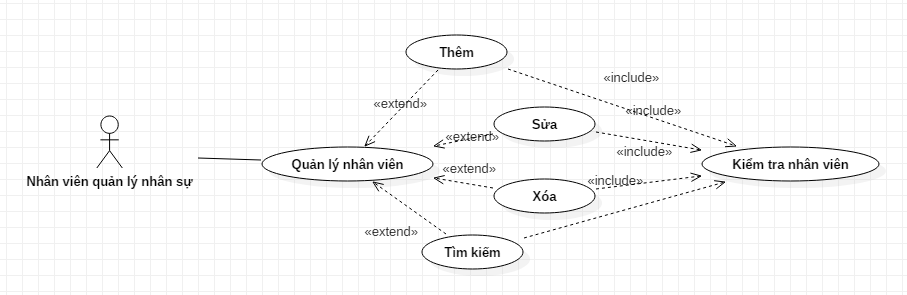 Thêm
«include»
«extend»
«include»
Sửa
«extend»
«include»
Quản lý nhân viên
Kiểm tra nhân viên
«extend»
Nhân viên quản lý nhân sự
«include»
Xóa
«extend»
Tìm kiếm